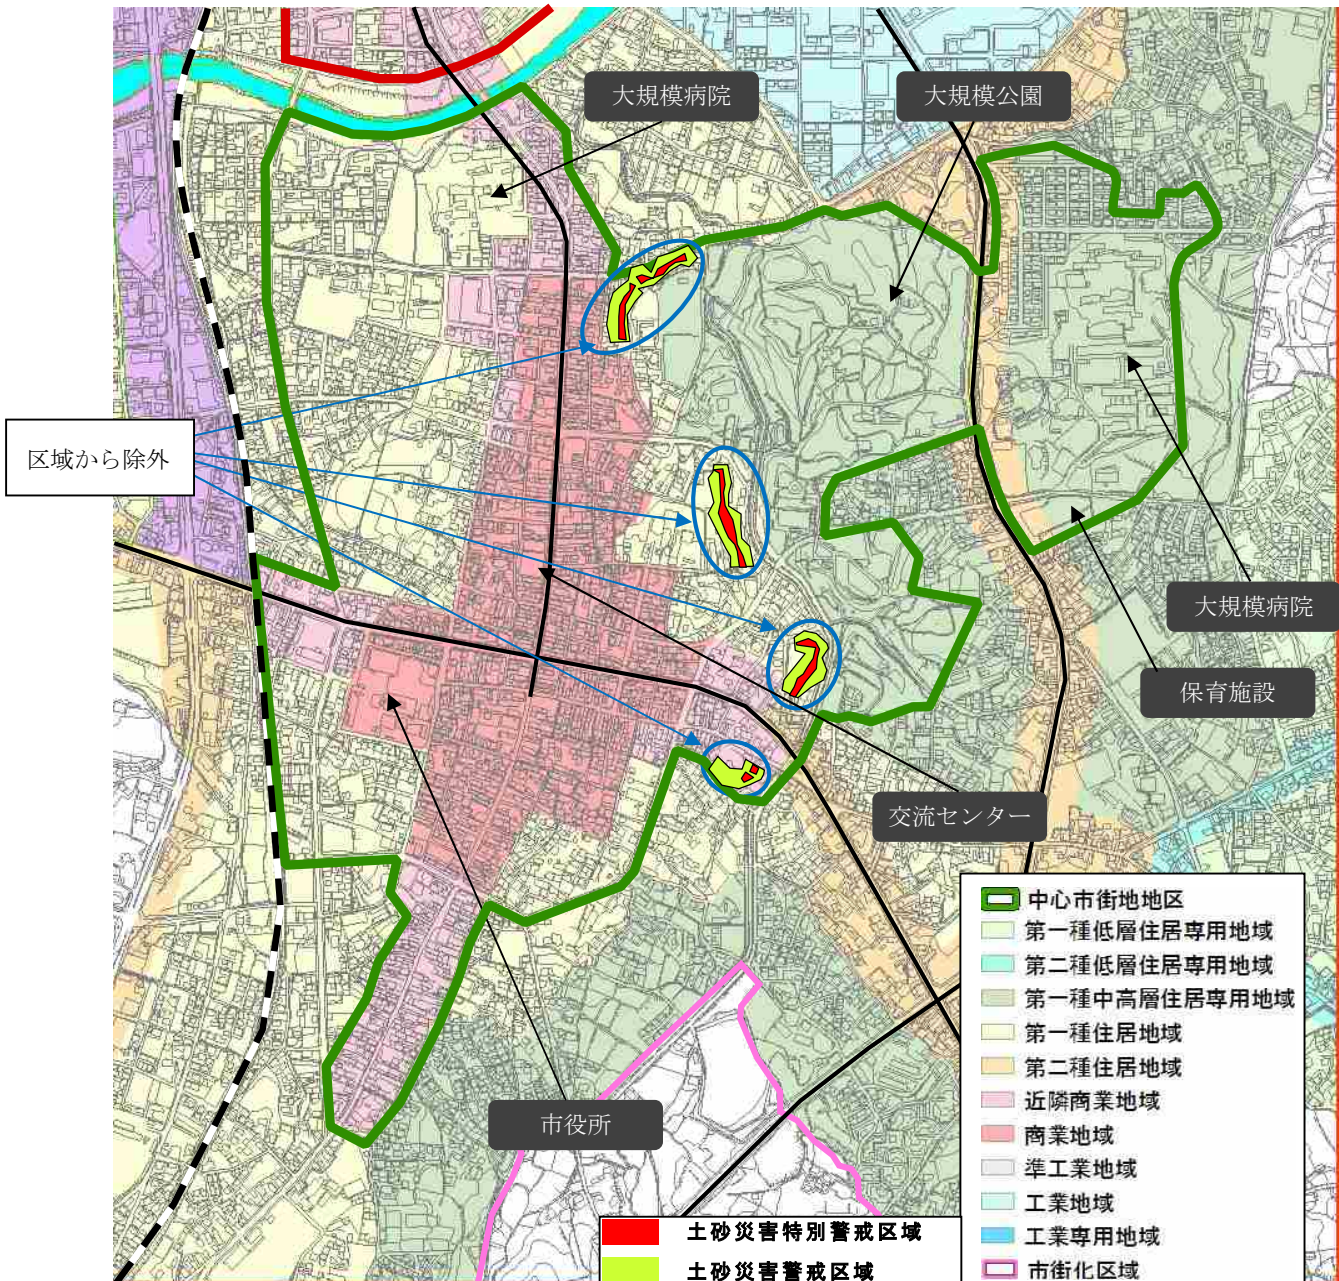 大規模病院
大規模公園
区域から除外
大規模病院
保育施設
交流センター
市役所
中心市街地地区
第一種低層住居専用地域
第二種低層住居専用地域
第一種中高層住居専用地域
第一種住居地域
第二種住居地域
近隣商業地域
商業地域
準工業地域
工業地域
工業専用地域
市街化区域
土砂災害特別警戒区域
土砂災害警戒区域